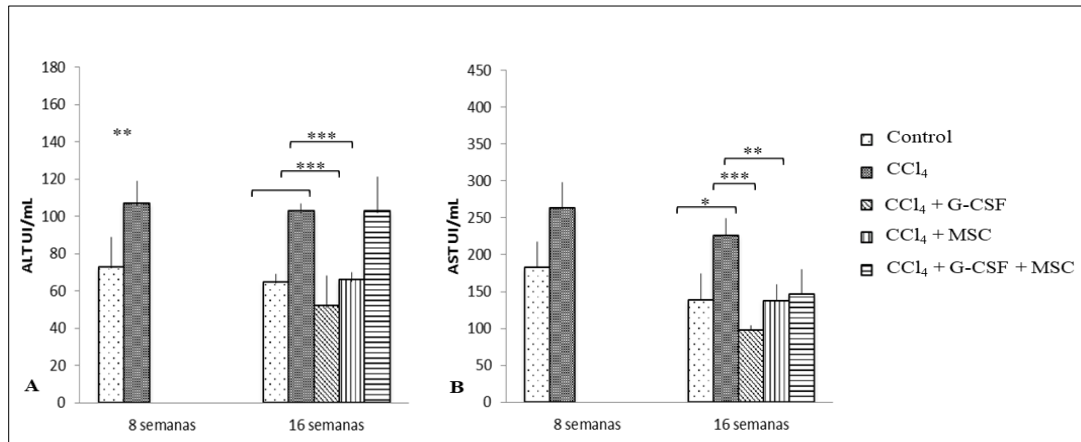 180
160
140
120
100
80
60
40
20
0
ALT UI/mL
**
***
***
A
8 semanas
16 semanas
450
400
350
300
250
200
150
100
50
0
AST UI/mL
**
***
*
B
8 semanas
16 semanas
Control
CCl₄
CCl₄ + G-CSF
CCl₄ + MSC
CCl₄ + G-CSF + MSC